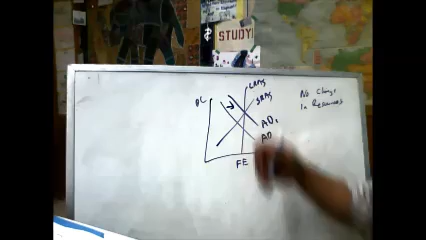 STUDY!
PL
LRAS
SRAS
No Change
in Resources
AD₁
AD
FE